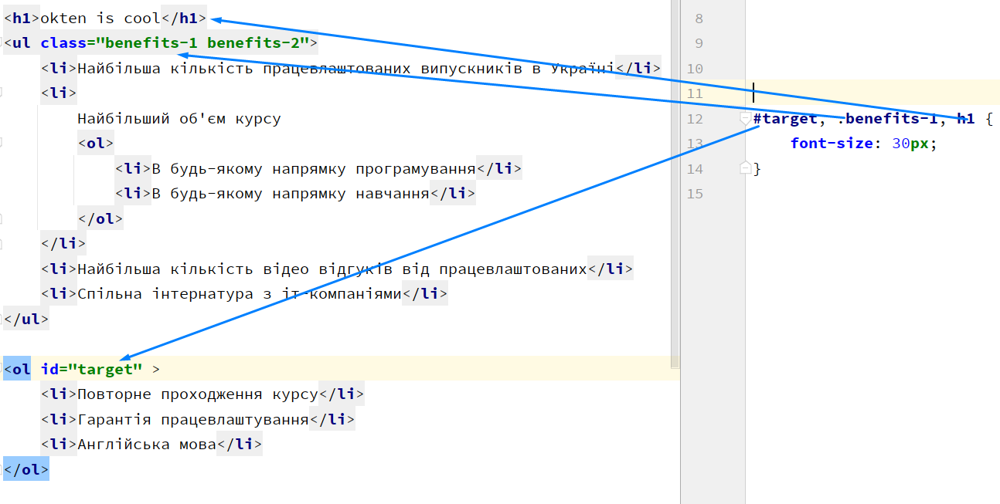 <h1>okten is cool</h1>
<ul class="benefits-1 benefits-2">
<li>Найбільша кількість працевлаштованих випускників в Україні</li>
<li>
Найбільший об'єм курсу
<ol>
<li>В будь-якому напрямку програмування</li>
<li>В будь-якому напрямку навчання</li>
</ol>
</li>
<li>Найбільша кількість відео відгуків від працевлаштованих</li>
<li>Спільна інтернатура з іт-компаніями</li>
</ul>
<ol id="target" >
<li>Повторне проходження курсу</li>
<li>Гарантія працевлаштування</li>
<li>Англійська мова</li>
</ol>
8
9
10
11
12 #target, .benefits-1, h1 {
13 font-size: 30px;
14 }
15